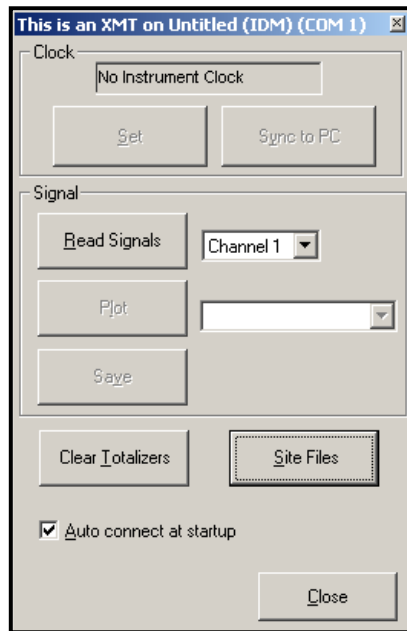 This is an XMT on Untitled (IDM) (COM 1)
Clock
No Instrument Clock
Set
Sync to PC
Signal
Read Signals
Channel 1
Plot
Save
Clear Totalizers
Site Files
Auto connect at startup
Close